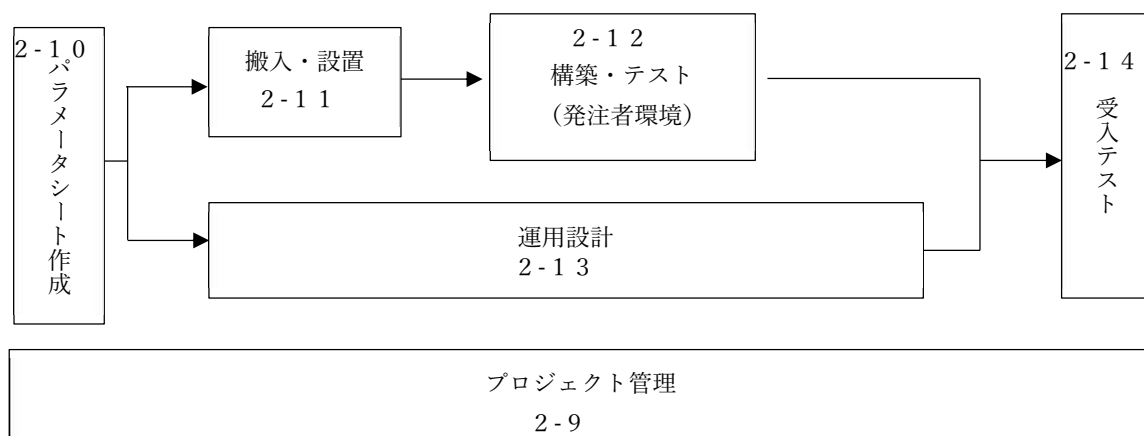 ２-１０
パラメータシート作成
搬入・設置
２-１１
２-１２
構築・テスト
（発注者環境）
運用設計
２-１３
２-１４
受入テスト
プロジェクト管理
２-９